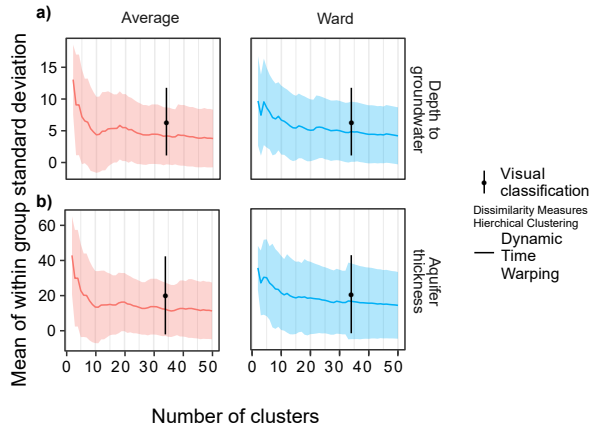 a)
Average
Ward
Mean of within group standard deviation
15
10
5
0
Depth to
groundwater
b)
60
40
20
0
Aquifer
thickness
0 10 20 30 40 50
0 10 20 30 40 50
Number of clusters
Visual
classification
Dissimilarity Measures
Hierchical Clustering
Dynamic
Time
Warping